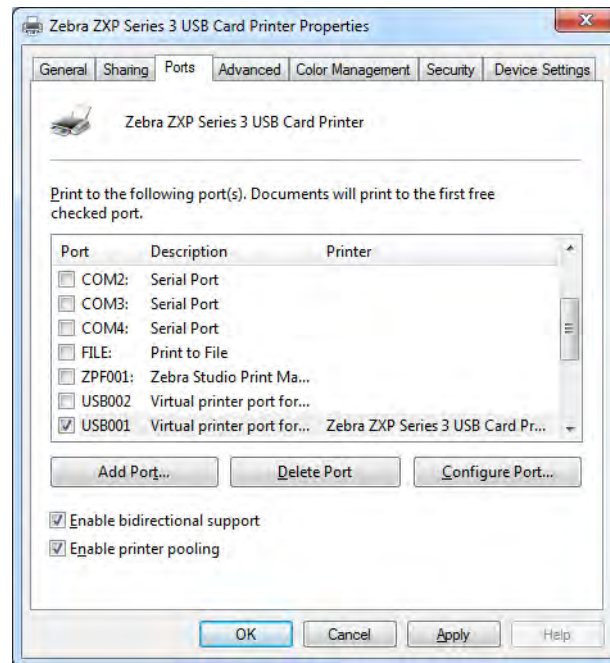 Zebra ZXP Series 3 USB Card Printer Properties
General Sharing Ports Advanced Color Management Security Device Settings
Zebra ZXP Series 3 USB Card Printer
Print to the following port(s). Documents will print to the first free
checked port.
Port Description Printer
COM2: Serial Port
COM3: Serial Port
COM4: Serial Port
FILE: Print to File
ZPF001: Zebra Studio Print Ma...
USB002 Virtual printer port for...
USB001 Virtual printer port for... Zebra ZXP Series 3 USB Card Pr...
Add Port... Delete Port Configure Port...
Enable bidirectional support
Enable printer pooling
OK Cancel Apply Help